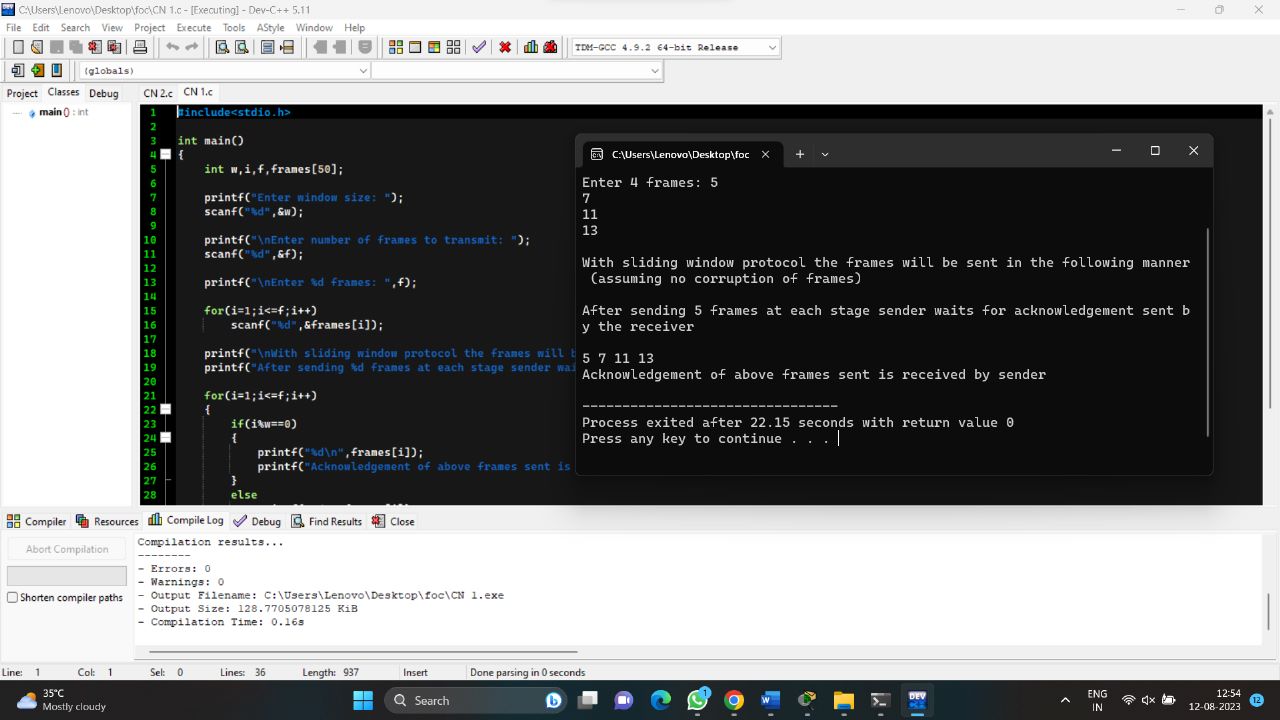 C:\Users\Lenovo\Desktop\foc\CN 1.c - [Executing] - Dev-C++ 5.11
File Edit Search View Project Execute Tools AStyle Window Help
TDM-GCC 4.9.2 64-bit Release
(globals)
Project Classes Debug
main () : int
CN 2.c CN 1.c
1 #include<stdio.h>
2
3 int main()
4 {
5 int w,i,f,frames[50];
6
7 printf("Enter window size: ");
8 scanf("%d",&w);
9
10 printf("\nEnter number of frames to transmit: ");
11 scanf("%d",&f);
12
13 printf("\nEnter %d frames: ",f);
14
15 for(i=1;i<=f;i++)
16 scanf("%d",&frames[i]);
17
18 printf("\nWith sliding window protocol the frames will b
19 printf("After sending %d frames at each stage sender wai
20
21 for(i=1;i<=f;i++)
22 {
23 if(i%w==0)
24 {
25 printf("%d\n",frames[i]);
26 printf("Acknowledgement of above frames sent is
27 }
28 else
C:\Users\Lenovo\Desktop\foc
Enter 4 frames: 5
7
11
13
With sliding window protocol the frames will be sent in the following manner
(assuming no corruption of frames)
After sending 5 frames at each stage sender waits for acknowledgement sent b
y the receiver
5 7 11 13
Acknowledgement of above frames sent is received by sender
--------------------------------
Process exited after 22.15 seconds with return value 0
Press any key to continue . . .
Compiler Resources Compile Log Debug Find Results Close
Abort Compilation
Shorten compiler paths
Compilation results...
--------
- Errors: 0
- Warnings: 0
- Output Filename: C:\Users\Lenovo\Desktop\foc\CN 1.exe
- Output Size: 128.7705078125 KiB
- Compilation Time: 0.16s
Line: 1 Col: 1 Sel: 0 Lines: 36 Length: 937 Insert Done parsing in 0 seconds
35°C
Mostly cloudy
Search
1
DEV
C++
ENG
IN
12:54
12-08-2023
12